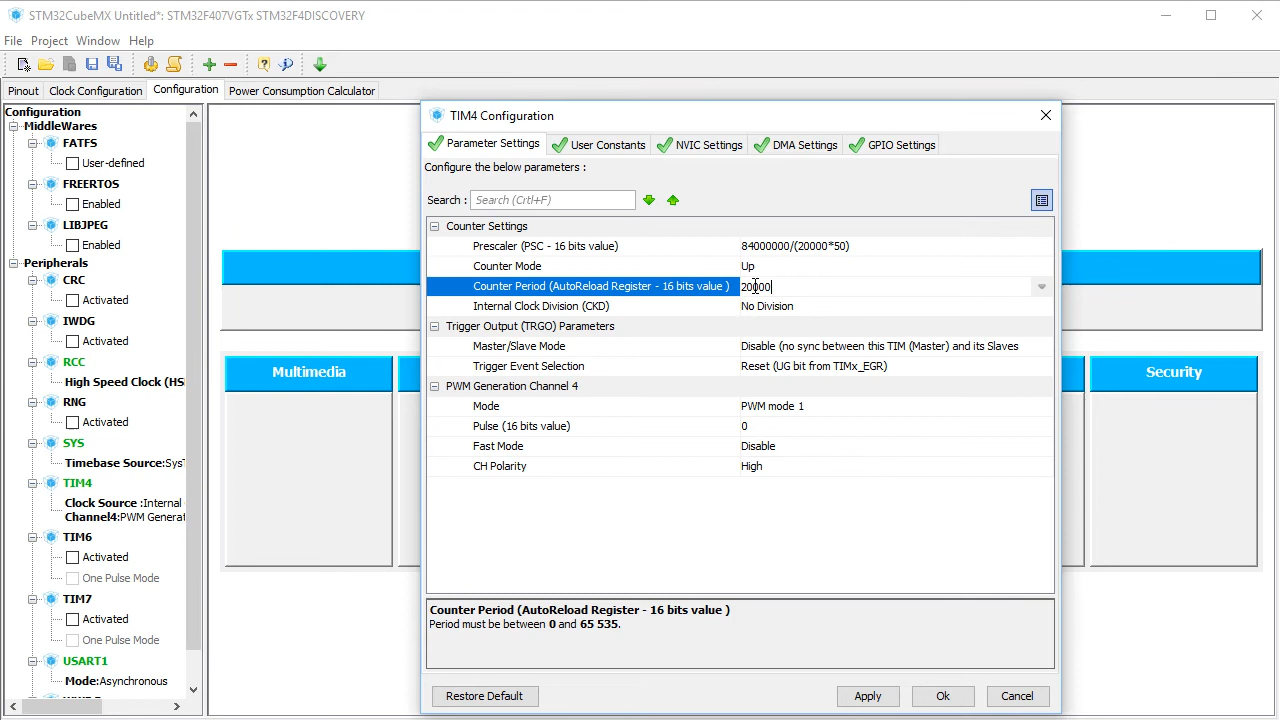 STM32CubeMX Untitled*: STM32F407VGTx STM32F4DISCOVERY
File Project Window Help
Pinout Clock Configuration Configuration Power Consumption Calculator
Configuration
MiddleWares
FATFS
User-defined
FREERTOS
Enabled
LIBJPEG
Enabled
Peripherals
CRC
Activated
IWDG
Activated
RCC
High Speed Clock (HS
RNG
Activated
SYS
Timebase Source:Sys
TIM4
Clock Source :Internal
Channel4:PWM Generat
TIM6
Activated
One Pulse Mode
TIM7
Activated
One Pulse Mode
USART1
Mode:Asynchronous
Multimedia
Security
TIM4 Configuration
Parameter Settings User Constants NVIC Settings DMA Settings GPIO Settings
Configure the below parameters :
Search : Search (Crtl+F)
Counter Settings
Prescaler (PSC - 16 bits value) 84000000/(20000*50)
Counter Mode Up
Counter Period (AutoReload Register - 16 bits value ) 20000
Internal Clock Division (CKD) No Division
Trigger Output (TRGO) Parameters
Master/Slave Mode Disable (no sync between this TIM (Master) and its Slaves
Trigger Event Selection Reset (UG bit from TIMx_EGR)
PWM Generation Channel 4
Mode PWM mode 1
Pulse (16 bits value) 0
Fast Mode Disable
CH Polarity High
Counter Period (AutoReload Register - 16 bits value )
Period must be between 0 and 65 535.
Restore Default Apply Ok Cancel